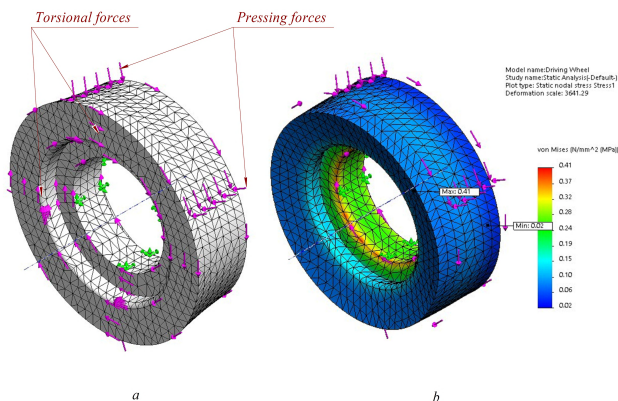 Torsional forces
Pressing forces
Model name:Driving Wheel
Study name:Static Analysis(-Default-)
Plot type: Static nodal stress Stress1
Deformation scale: 3641.29
von Mises (N/mm^2 (MPa))
0.41
0.37
0.32
0.28
0.24
0.19
0.15
0.10
0.06
0.02
Max: 0.41
Min: 0.02
a
b